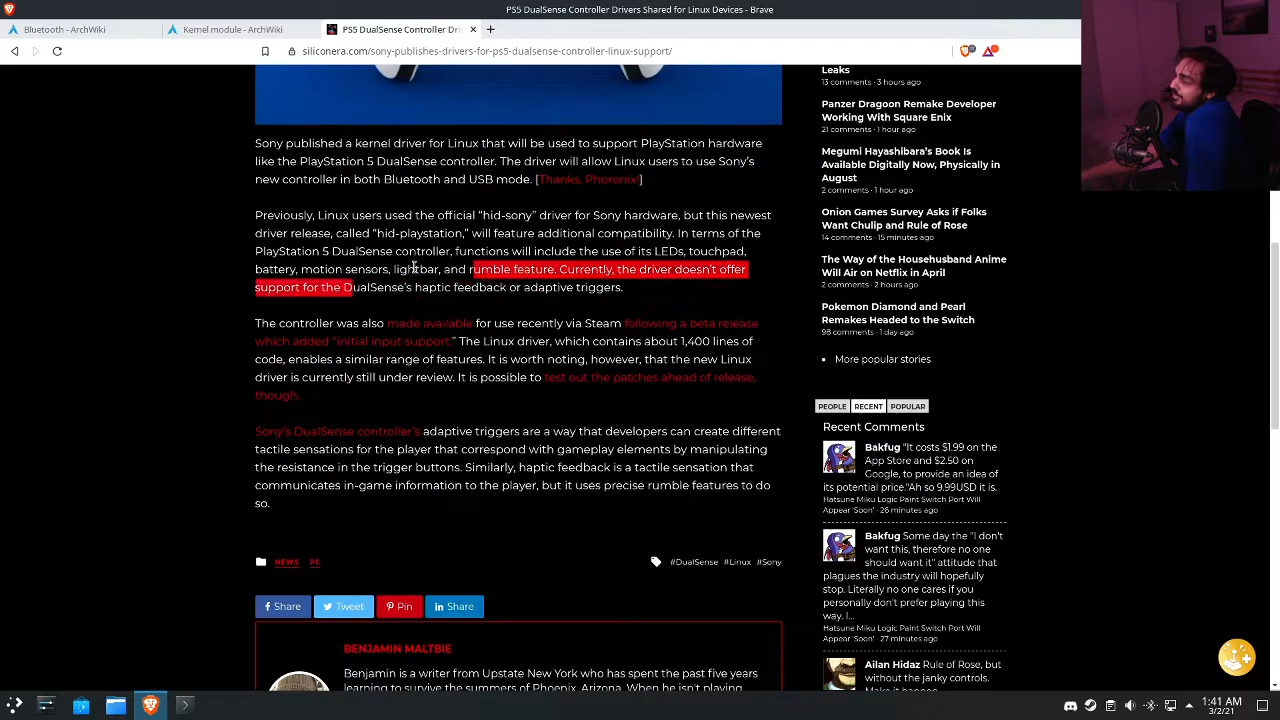 PS5 DualSense Controller Drivers Shared for Linux Devices - Brave
Bluetooth - ArchWiki
Kernel module - ArchWiki
PS5 DualSense Controller Dri
siliconera.com/sony-publishes-drivers-for-ps5-dualsense-controller-linux-support/
Sony published a kernel driver for Linux that will be used to support PlayStation hardware
like the PlayStation 5 DualSense controller. The driver will allow Linux users to use Sony's
new controller in both Bluetooth and USB mode. [Thanks, Phoronix!]
Previously, Linux users used the official "hid-sony" driver for Sony hardware, but this newest
driver release, called "hid-playstation," will feature additional compatibility. In terms of the
PlayStation 5 DualSense controller, functions will include the use of its LEDs, touchpad,
battery, motion sensors, lightbar, and rumble feature. Currently, the driver doesn't offer
support for the DualSense's haptic feedback or adaptive triggers.
The controller was also made available for use recently via Steam following a beta release
which added "initial input support." The Linux driver, which contains about 1,400 lines of
code, enables a similar range of features. It is worth noting, however, that the new Linux
driver is currently still under review. It is possible to test out the patches ahead of release,
though.
Sony's DualSense controller's adaptive triggers are a way that developers can create different
tactile sensations for the player that correspond with gameplay elements by manipulating
the resistance in the trigger buttons. Similarly, haptic feedback is a tactile sensation that
communicates in-game information to the player, but it uses precise rumble features to do
so.
NEWS PC
#DualSense #Linux #Sony
Share
Tweet
Pin
Share
BENJAMIN MALTBIE
Benjamin is a writer from Upstate New York who has spent the past five years
learning to survive the summers of Phoenix, Arizona. When he isn't playing
Leaks
13 comments · 3 hours ago
Panzer Dragoon Remake Developer
Working With Square Enix
21 comments · 1 hour ago
Megumi Hayashibara's Book Is
Available Digitally Now, Physically in
August
2 comments · 1 hour ago
Onion Games Survey Asks if Folks
Want Chulip and Rule of Rose
14 comments · 15 minutes ago
The Way of the Househusband Anime
Will Air on Netflix in April
2 comments · 2 hours ago
Pokemon Diamond and Pearl
Remakes Headed to the Switch
98 comments · 1 day ago
More popular stories
PEOPLE RECENT POPULAR
Recent Comments
Bakfug "It costs $1.99 on the
App Store and $2.50 on
Google, to provide an idea of
its potential price."Ah so 9.99USD it is.
Hatsune Miku Logic Paint Switch Port Will
Appear 'Soon' · 26 minutes ago
Bakfug Some day the "I don't
want this, therefore no one
should want it" attitude that
plagues the industry will hopefully
stop. Literally no one cares if you
personally don't prefer playing this
way. I...
Hatsune Miku Logic Paint Switch Port Will
Appear 'Soon' · 27 minutes ago
Ailan Hidaz Rule of Rose, but
without the janky controls.
Make it happen
1:41 AM
3/2/21